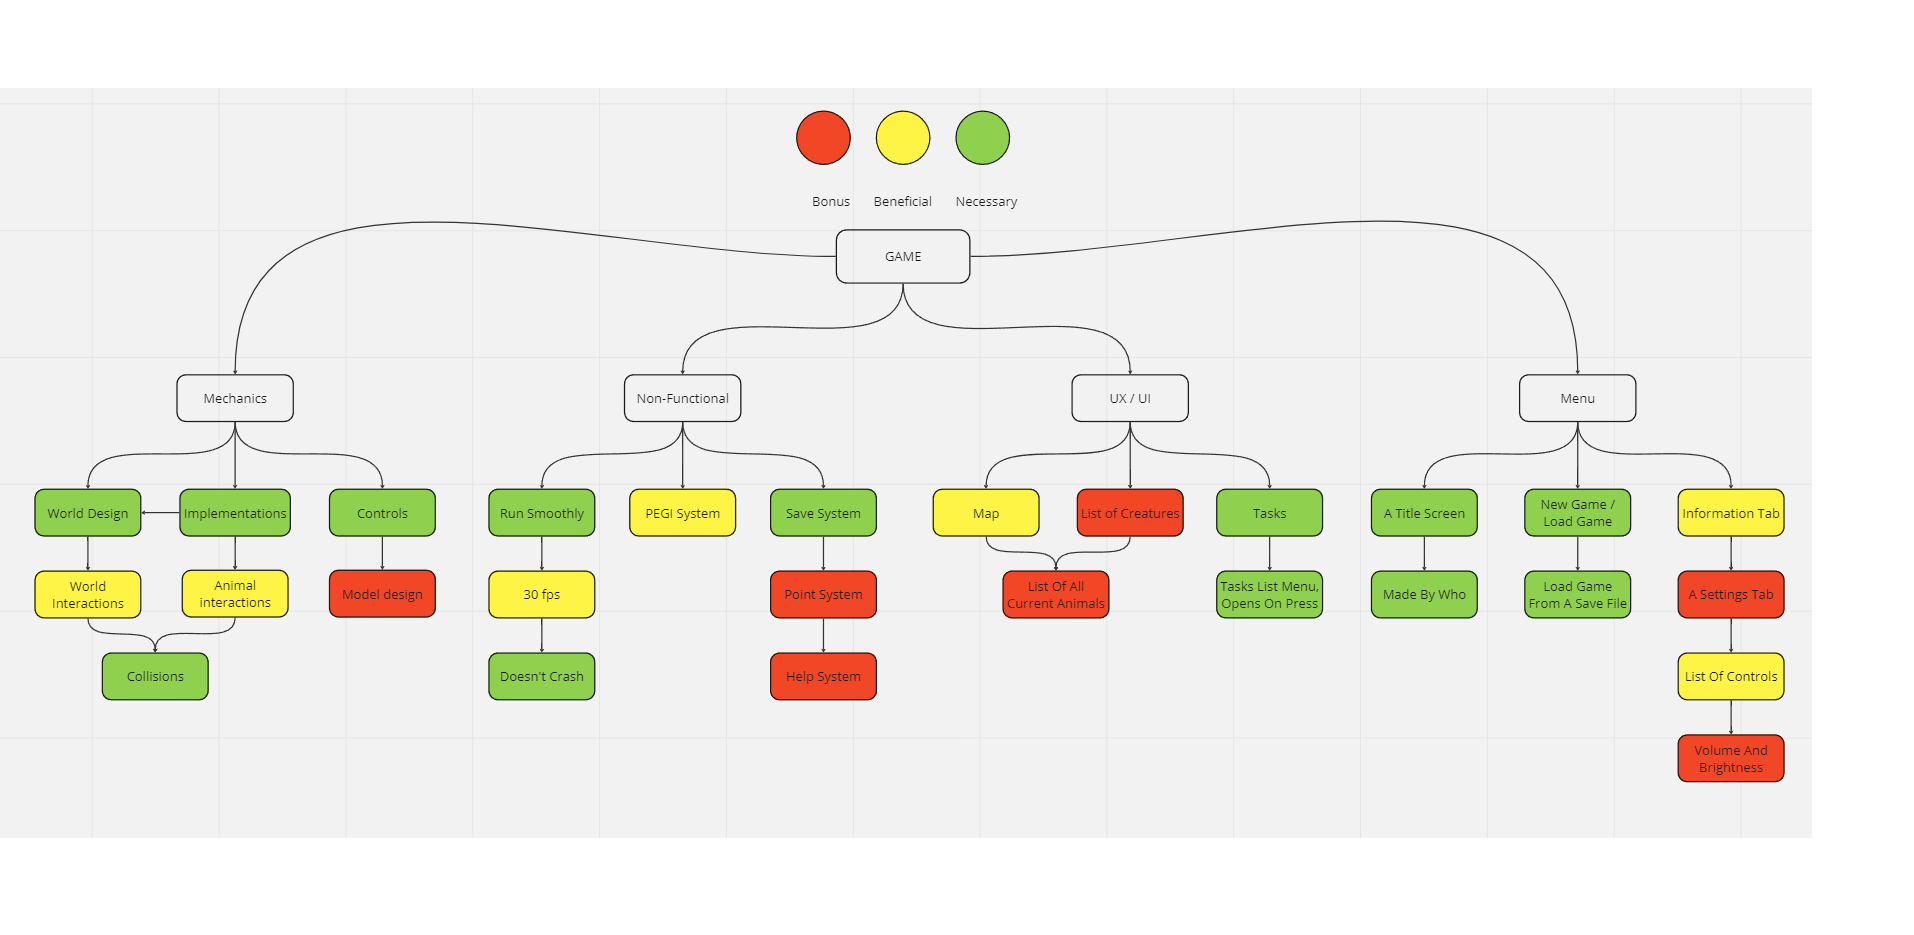 Bonus
Beneficial
Necessary
GAME
Mechanics
Non-Functional
UX / UI
Menu
World Design
Implementations
Controls
Run Smoothly
PEGI System
Save System
Map
List of Creatures
Tasks
A Title Screen
New Game /
Load Game
Information Tab
World
Interactions
Animal
interactions
Model design
30 fps
Point System
List Of All
Current Animals
Tasks List Menu,
Opens On Press
Made By Who
Load Game
From A Save File
A Settings Tab
Collisions
Doesn't Crash
Help System
List Of Controls
Volume And
Brightness